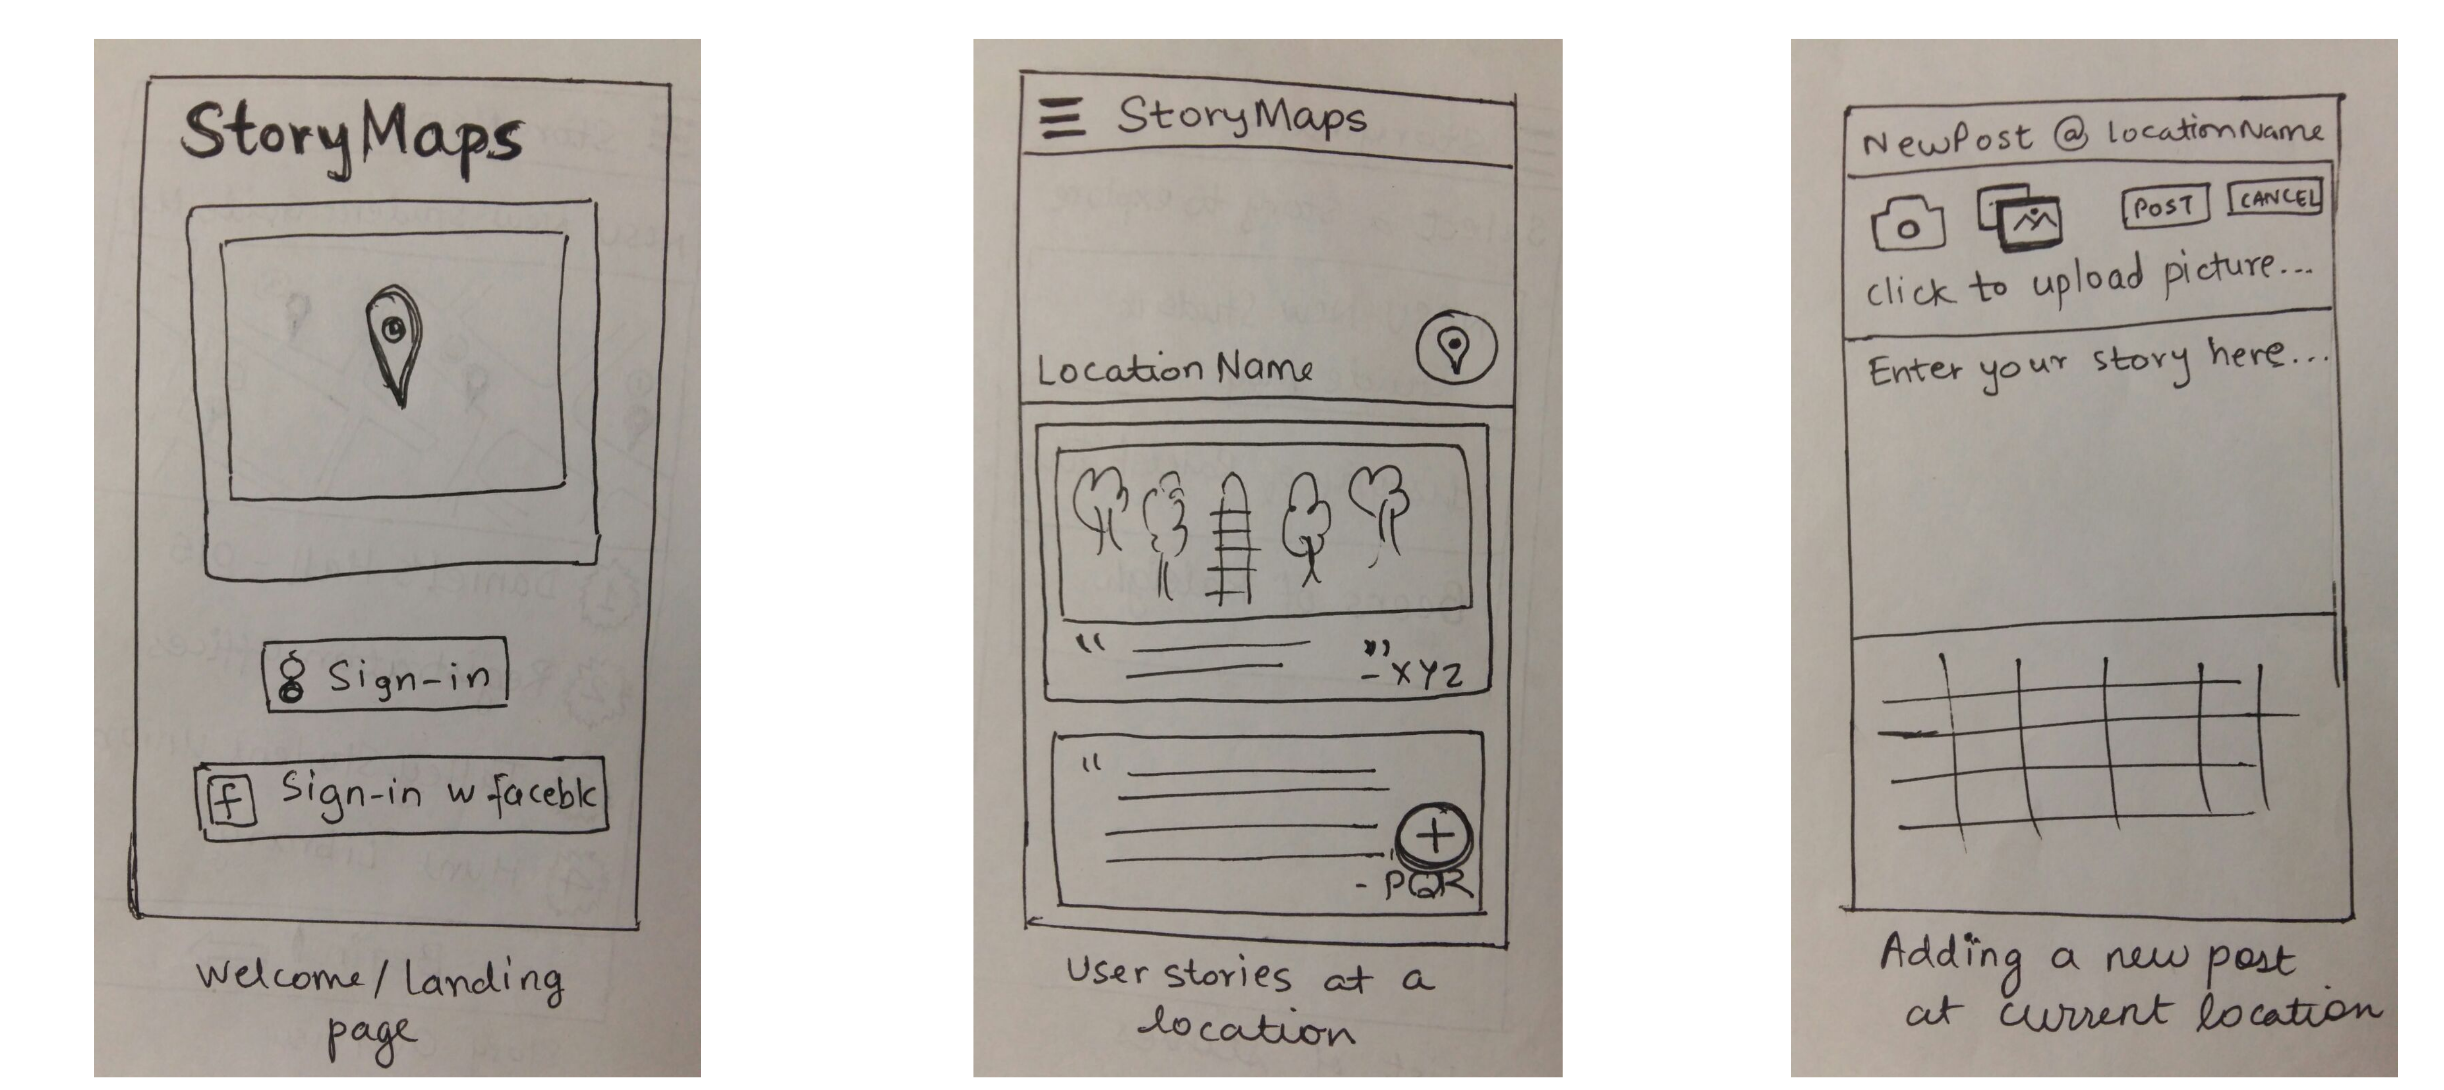 StoryMaps
Sign-in
f Sign-in w facebk
Welcome/landing
page
StoryMaps
Location Name
" "
- XYZ
"
- PQR
User stories at a
location
NewPost @ locationName
POST CANCEL
click to upload picture...
Enter your story here...
Adding a new post
at current location